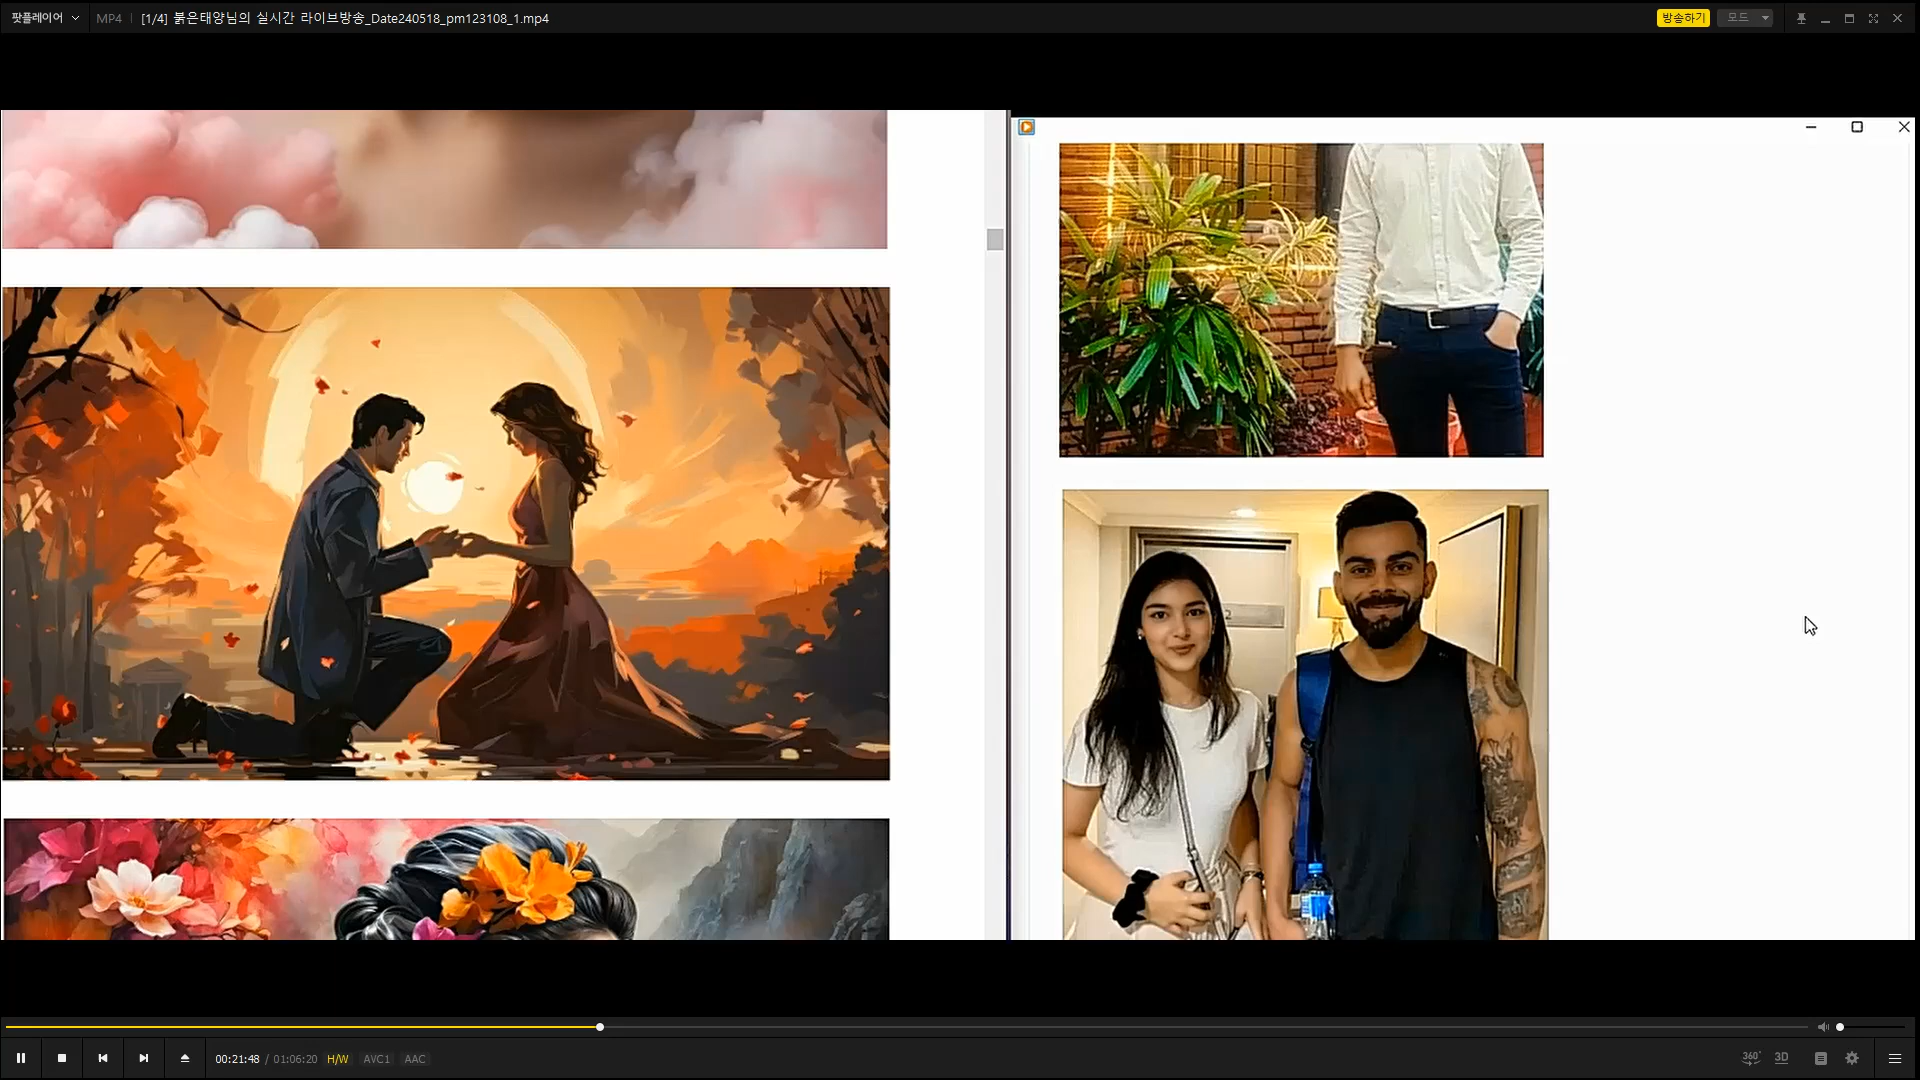 팟플레이어 MP4 [1/4] 붉은태양님의 실시간 라이브방송_Date240518_pm123108_1.mp4 방송하기 모드
00:21:48 / 01:06:20 H/W AVC1 AAC 360° 3D